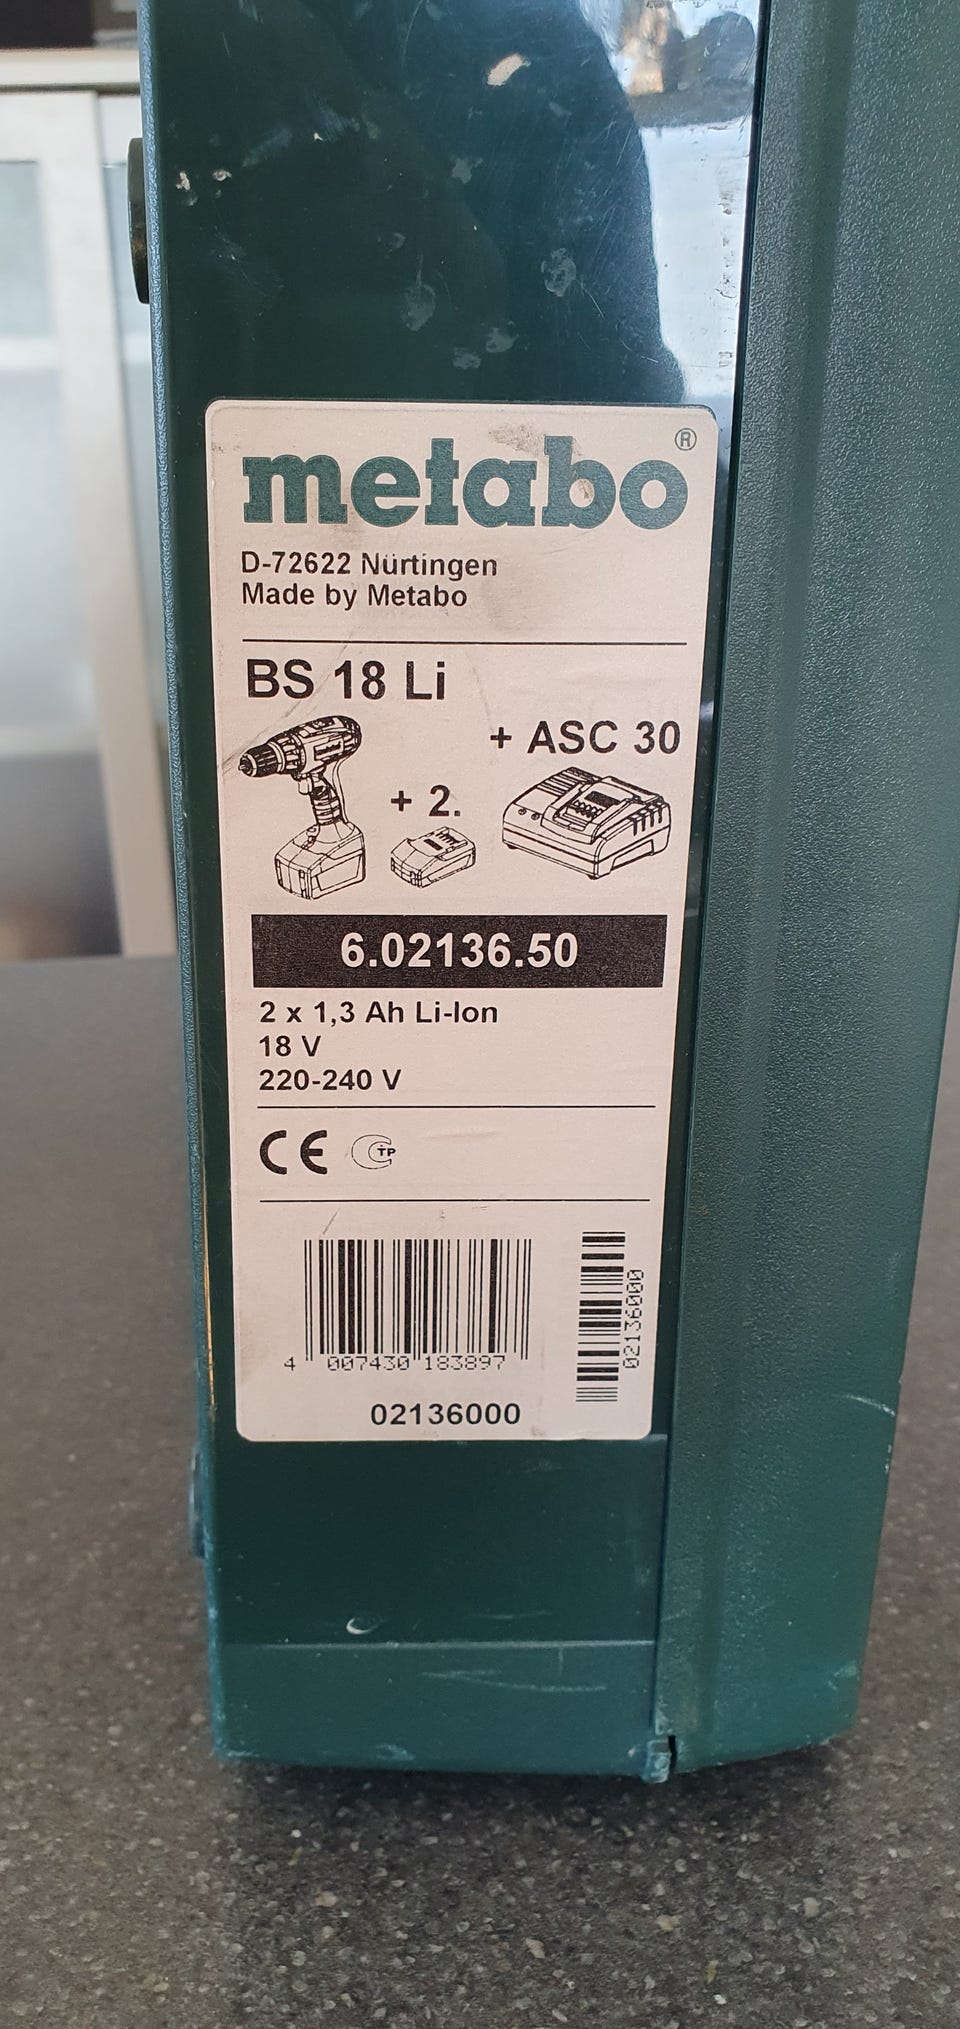 metabo®
D-72622 Nürtingen
Made by Metabo
BS 18 Li
+ ASC 30
+ 2.
6.02136.50
2 x 1,3 Ah Li-Ion
18 V
220-240 V
CE CTP
4 007430 183897
02136000
02136000